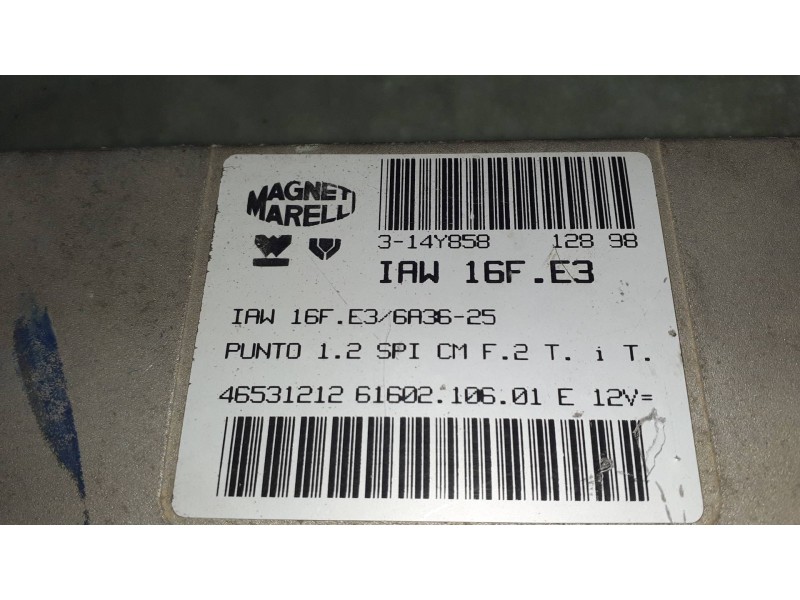 MAGNETI
MARELLI
3-14Y858 128 98
IAW 16F.E3
IAW 16F.E3/6A36-25
PUNTO 1.2 SPI CM F.2 T. i T.
46531212 61602.106.01 E 12V=